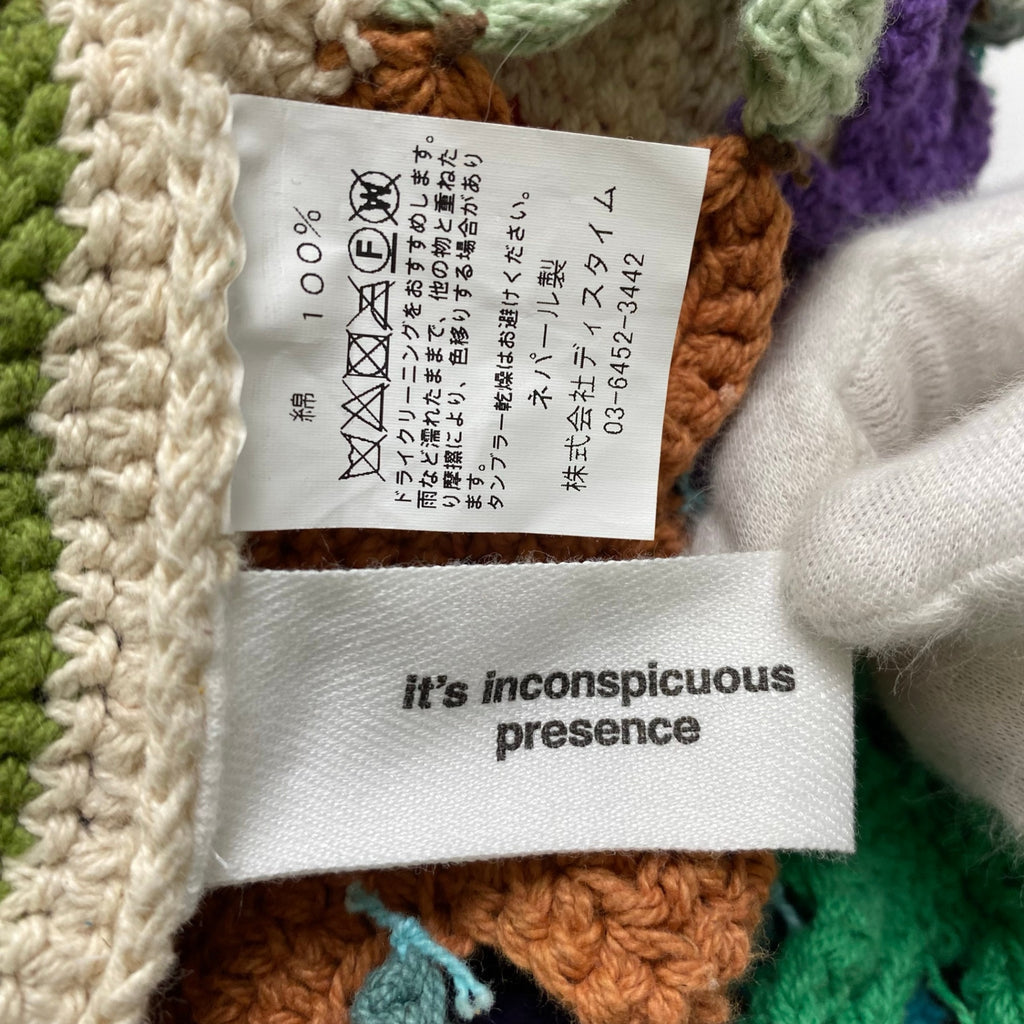 綿 100%
ドライクリーニングをおすすめします。
雨など濡れたままで、他の物と重ねた
り摩擦により、色移りする場合があり
ます。
タンブラー乾燥はお避けください。
ネパール製
株式会社ディスタイム
03-6452-3442
it's inconspicuous
presence